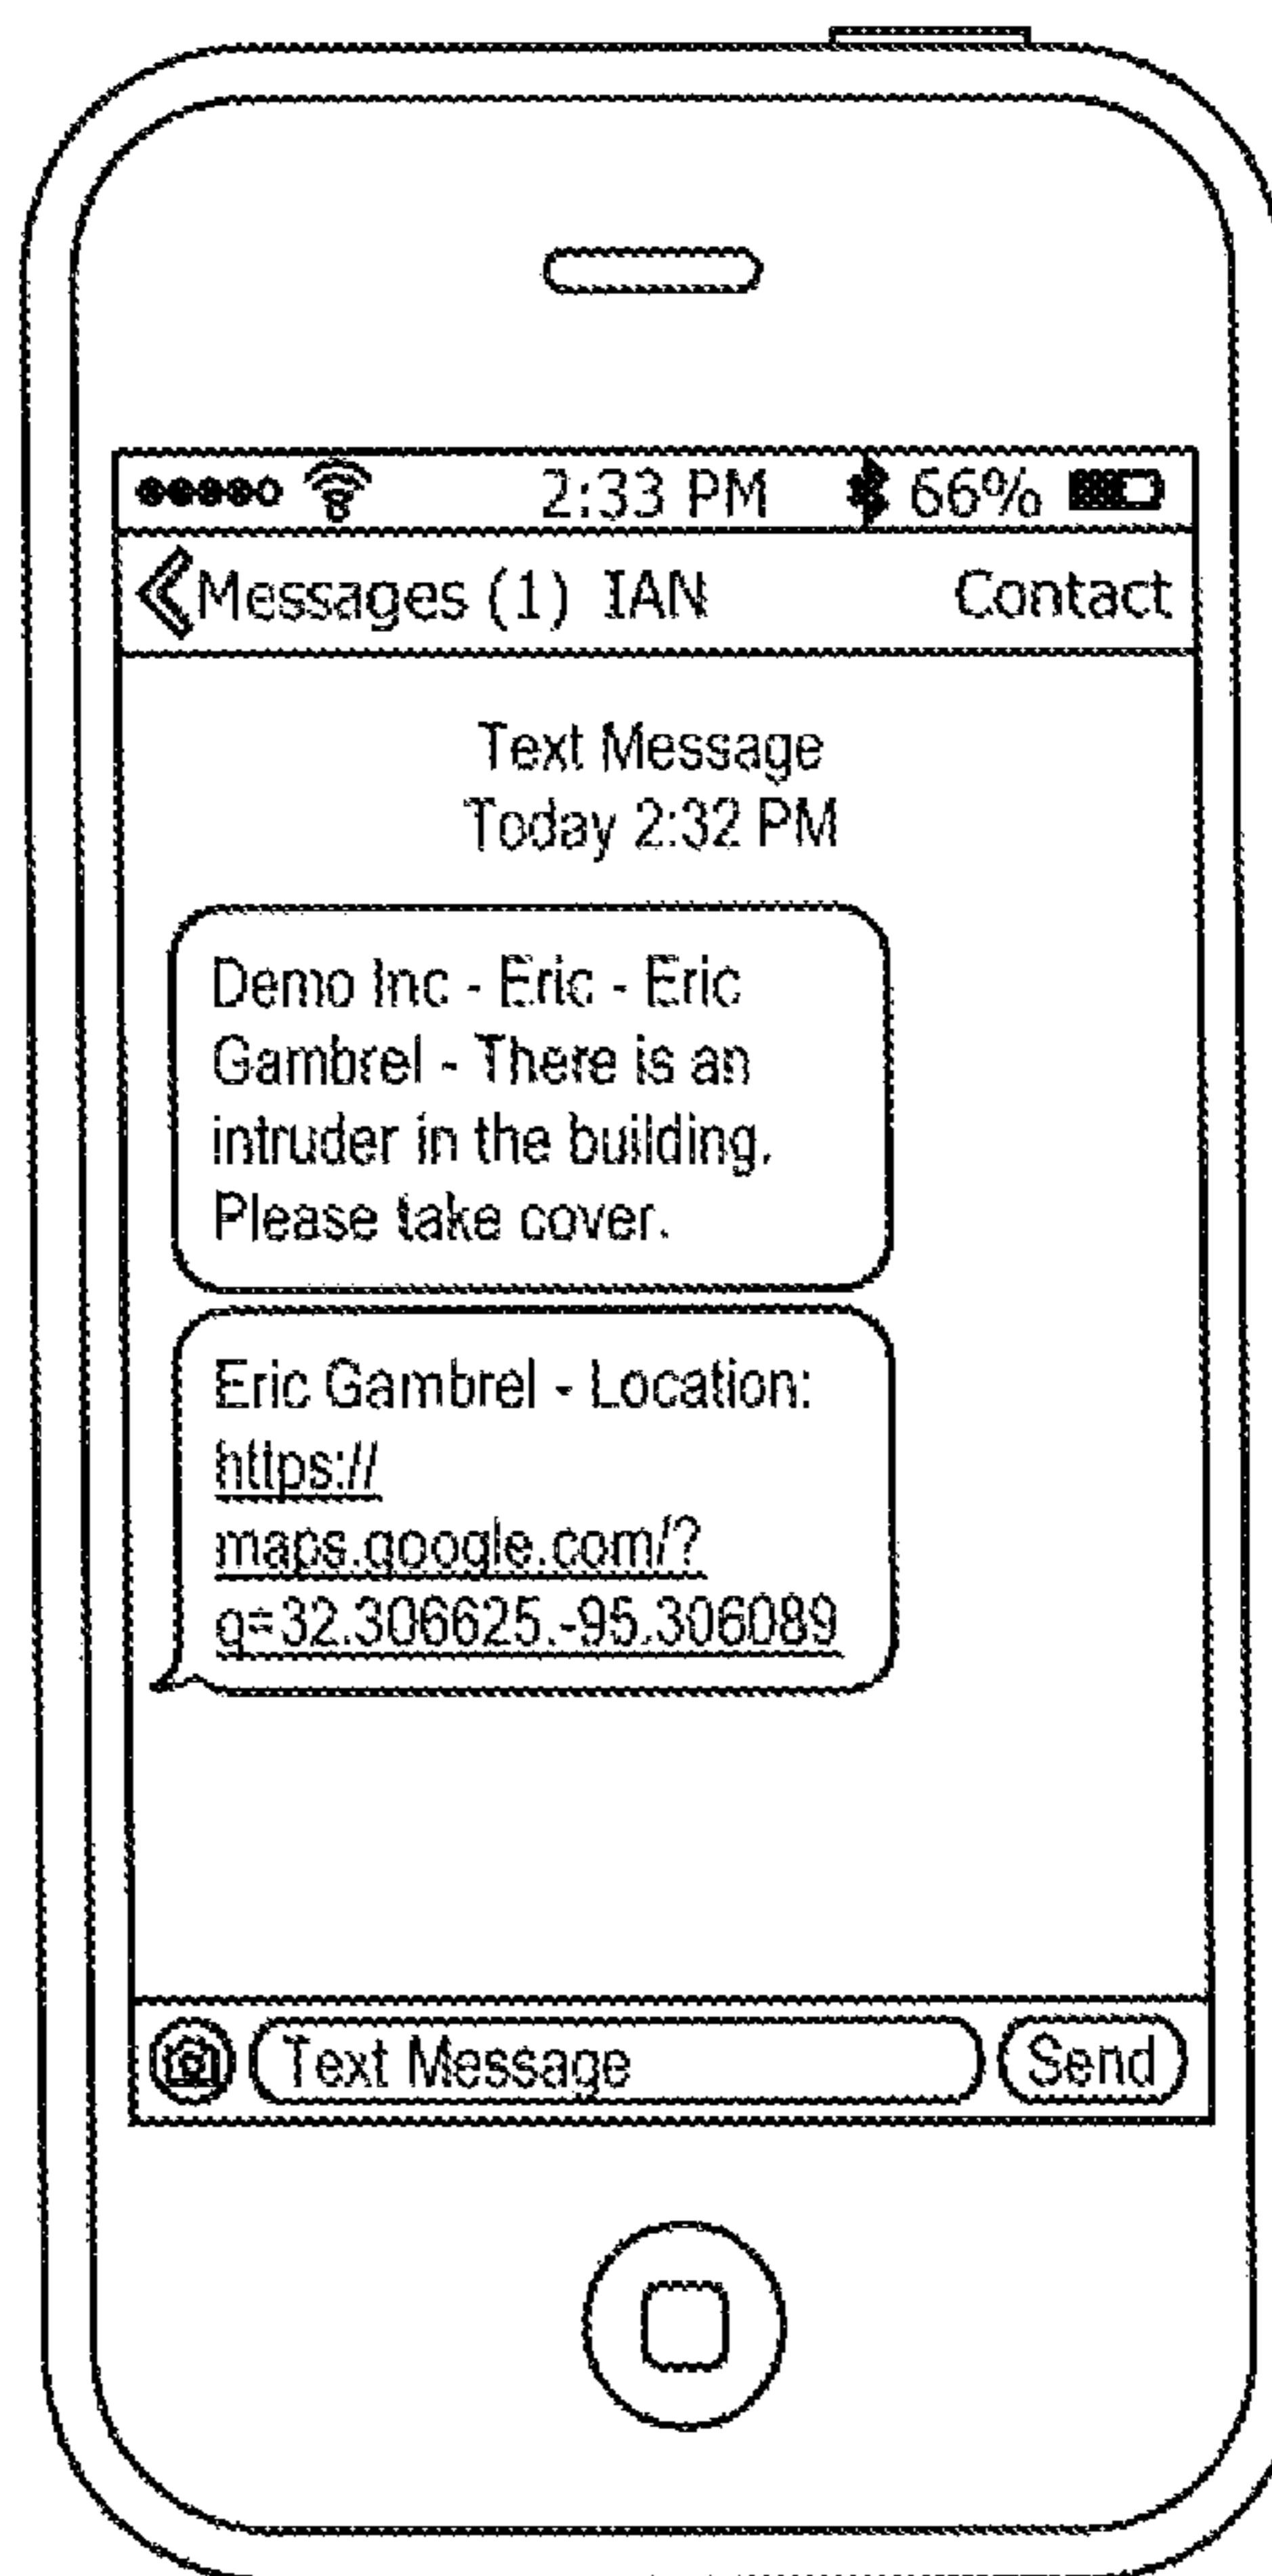 2:33 PM 66%
Messages (1) IAN Contact
Text Message
Today 2:32 PM
Demo Inc - Eric - Eric
Gambrel - There is an
intruder in the building.
Please take cover.
Eric Gambrel - Location:
https://
maps.google.com/?
q=32.306625.-95.306089
Text Message Send